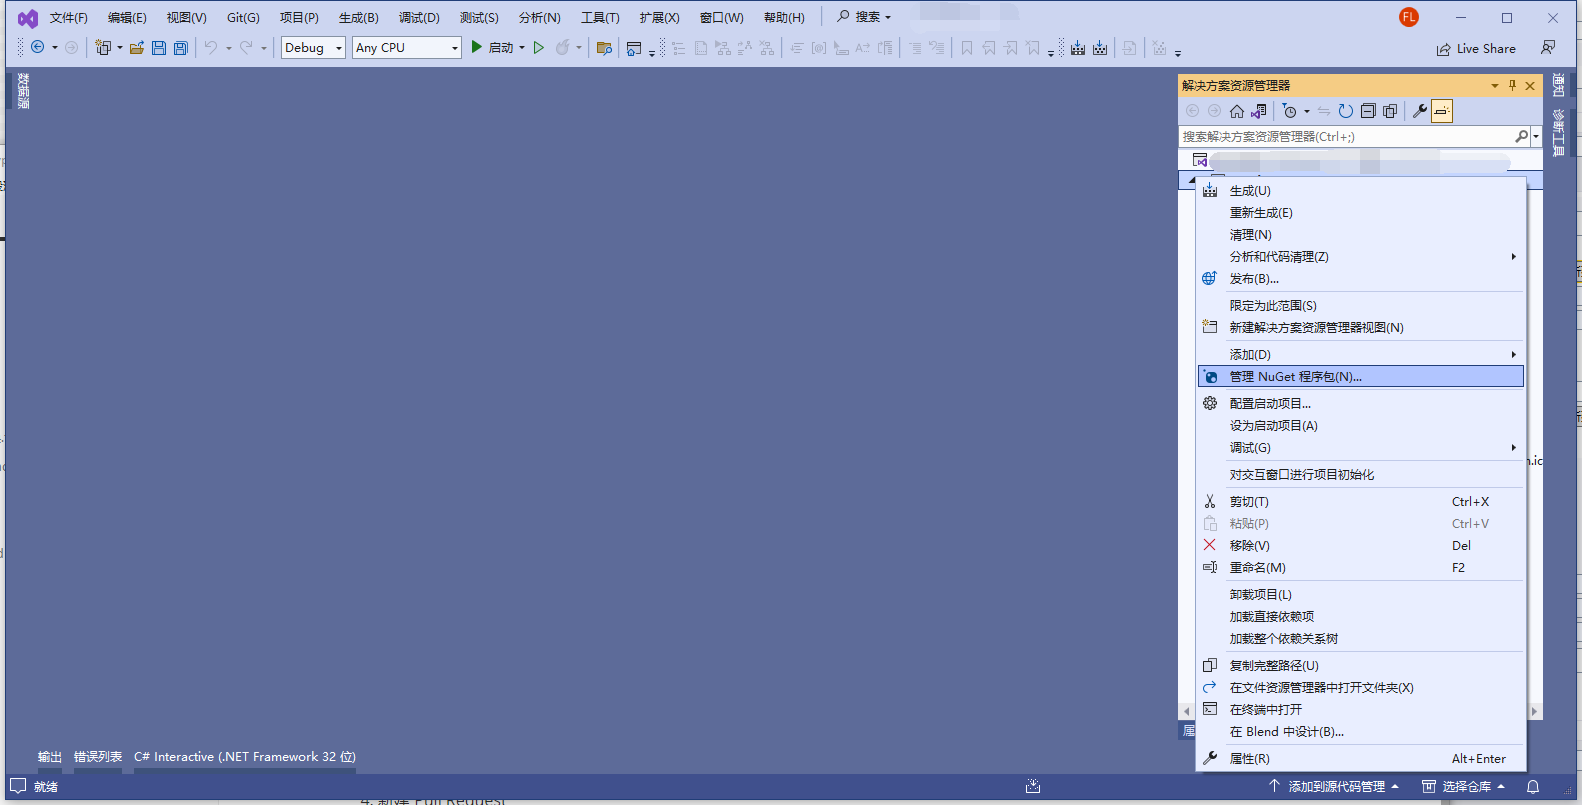 文件(F) 编辑(E) 视图(V) Git(G) 项目(P) 生成(B) 调试(D) 测试(S) 分析(N) 工具(T) 扩展(X) 窗口(W) 帮助(H) 搜索 FL
Debug Any CPU 启动 Live Share
数据源
解决方案资源管理器
通知
诊断工具
搜索解决方案资源管理器(Ctrl+;)
生成(U)
重新生成(E)
清理(N)
分析和代码清理(Z)
发布(B)...
限定为此范围(S)
新建解决方案资源管理器视图(N)
添加(D)
管理 NuGet 程序包(N)...
配置启动项目...
设为启动项目(A)
调试(G)
对交互窗口进行项目初始化
剪切(T) Ctrl+X
粘贴(P) Ctrl+V
移除(V) Del
重命名(M) F2
卸载项目(L)
加载直接依赖项
加载整个依赖关系树
复制完整路径(U)
在文件资源管理器中打开文件夹(X)
在终端中打开
在 Blend 中设计(B)...
属性(R) Alt+Enter
输出 错误列表 C# Interactive (.NET Framework 32 位)
就绪 添加到源代码管理 选择仓库
4. 新建 Pull Request